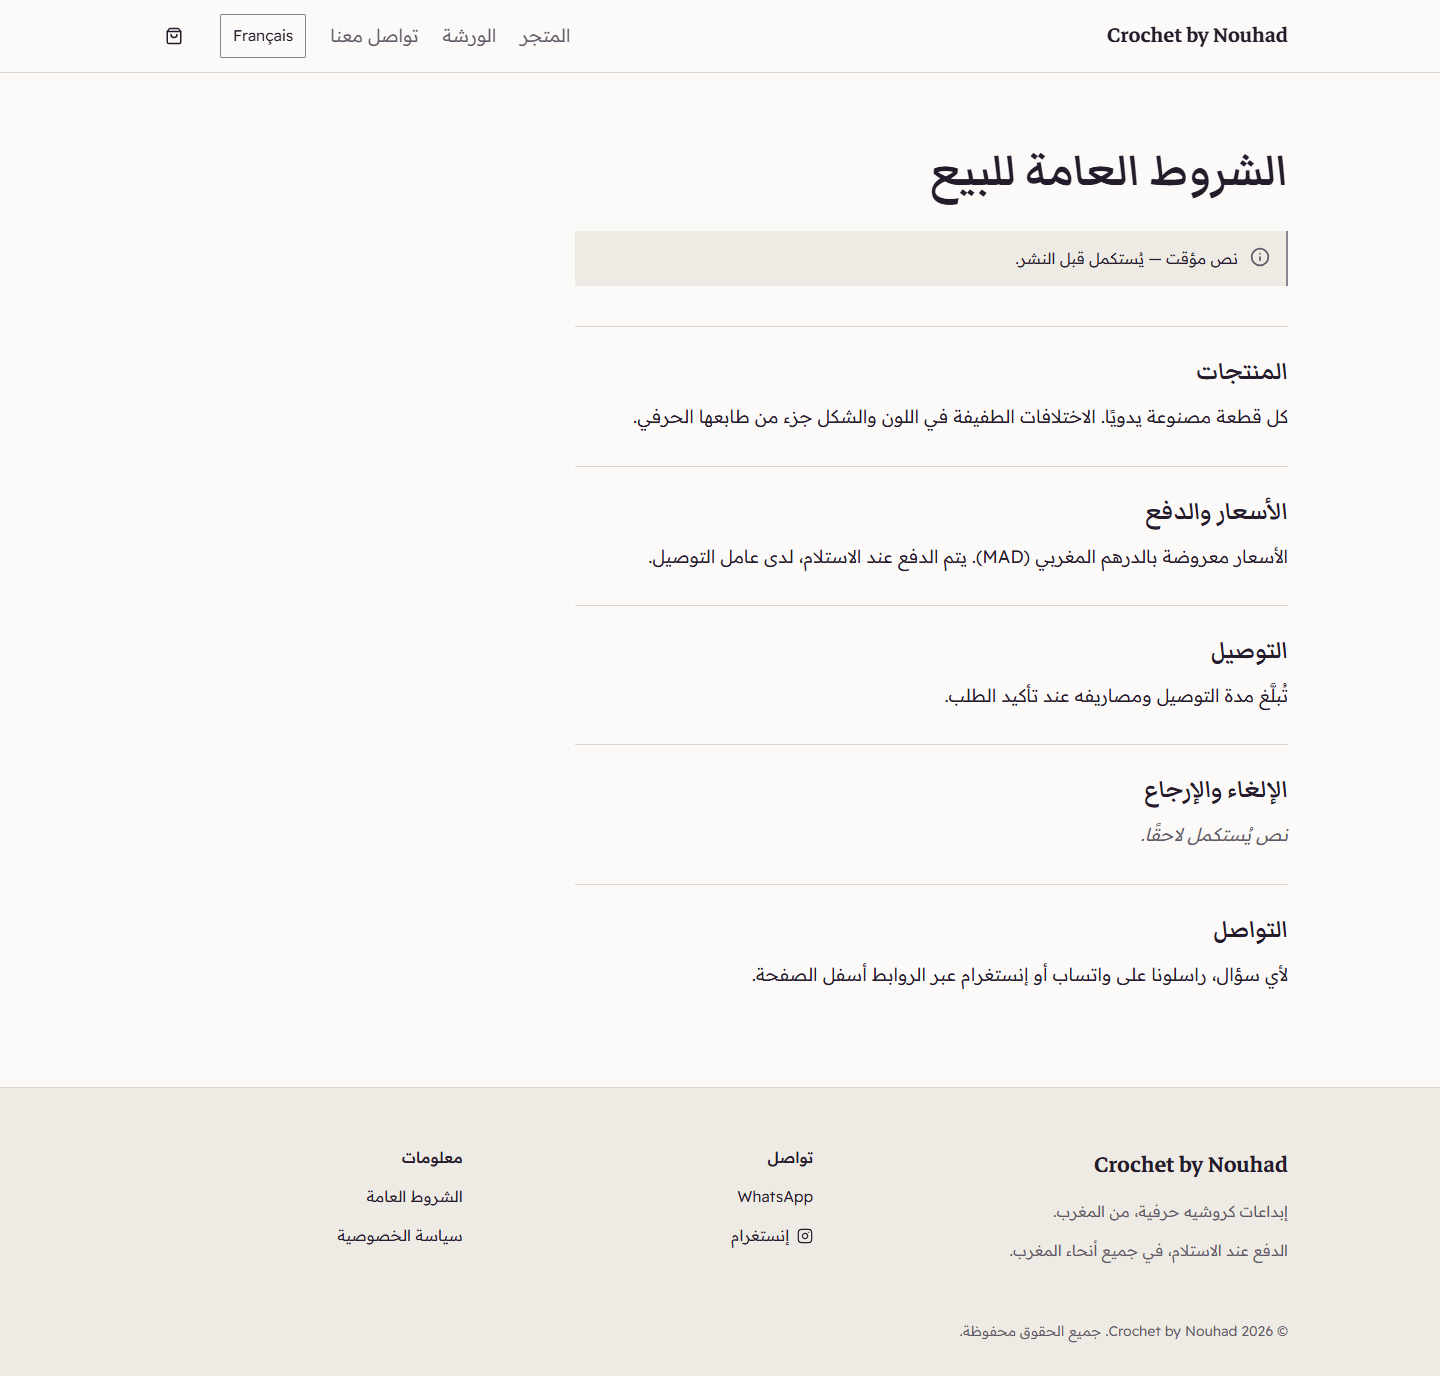 Crochet by Nouhad
المتجر
الورشة
تواصل معنا
Français
الشروط العامة للبيع
نص مؤقت — يُستكمل قبل النشر.
المنتجات
كل قطعة مصنوعة يدويًا. الاختلافات الطفيفة في اللون والشكل جزء من طابعها الحرفي.
الأسعار والدفع
الأسعار معروضة بالدرهم المغربي (MAD). يتم الدفع عند الاستلام، لدى عامل التوصيل.
التوصيل
تُبلَّغ مدة التوصيل ومصاريفه عند تأكيد الطلب.
الإلغاء والإرجاع
نص يُستكمل لاحقًا.
التواصل
لأي سؤال، راسلونا على واتساب أو إنستغرام عبر الروابط أسفل الصفحة.
Crochet by Nouhad
إبداعات كروشيه حرفية، من المغرب.
الدفع عند الاستلام، في جميع أنحاء المغرب.
تواصل
WhatsApp
إنستغرام
معلومات
الشروط العامة
سياسة الخصوصية
© 2026 Crochet by Nouhad. جميع الحقوق محفوظة.